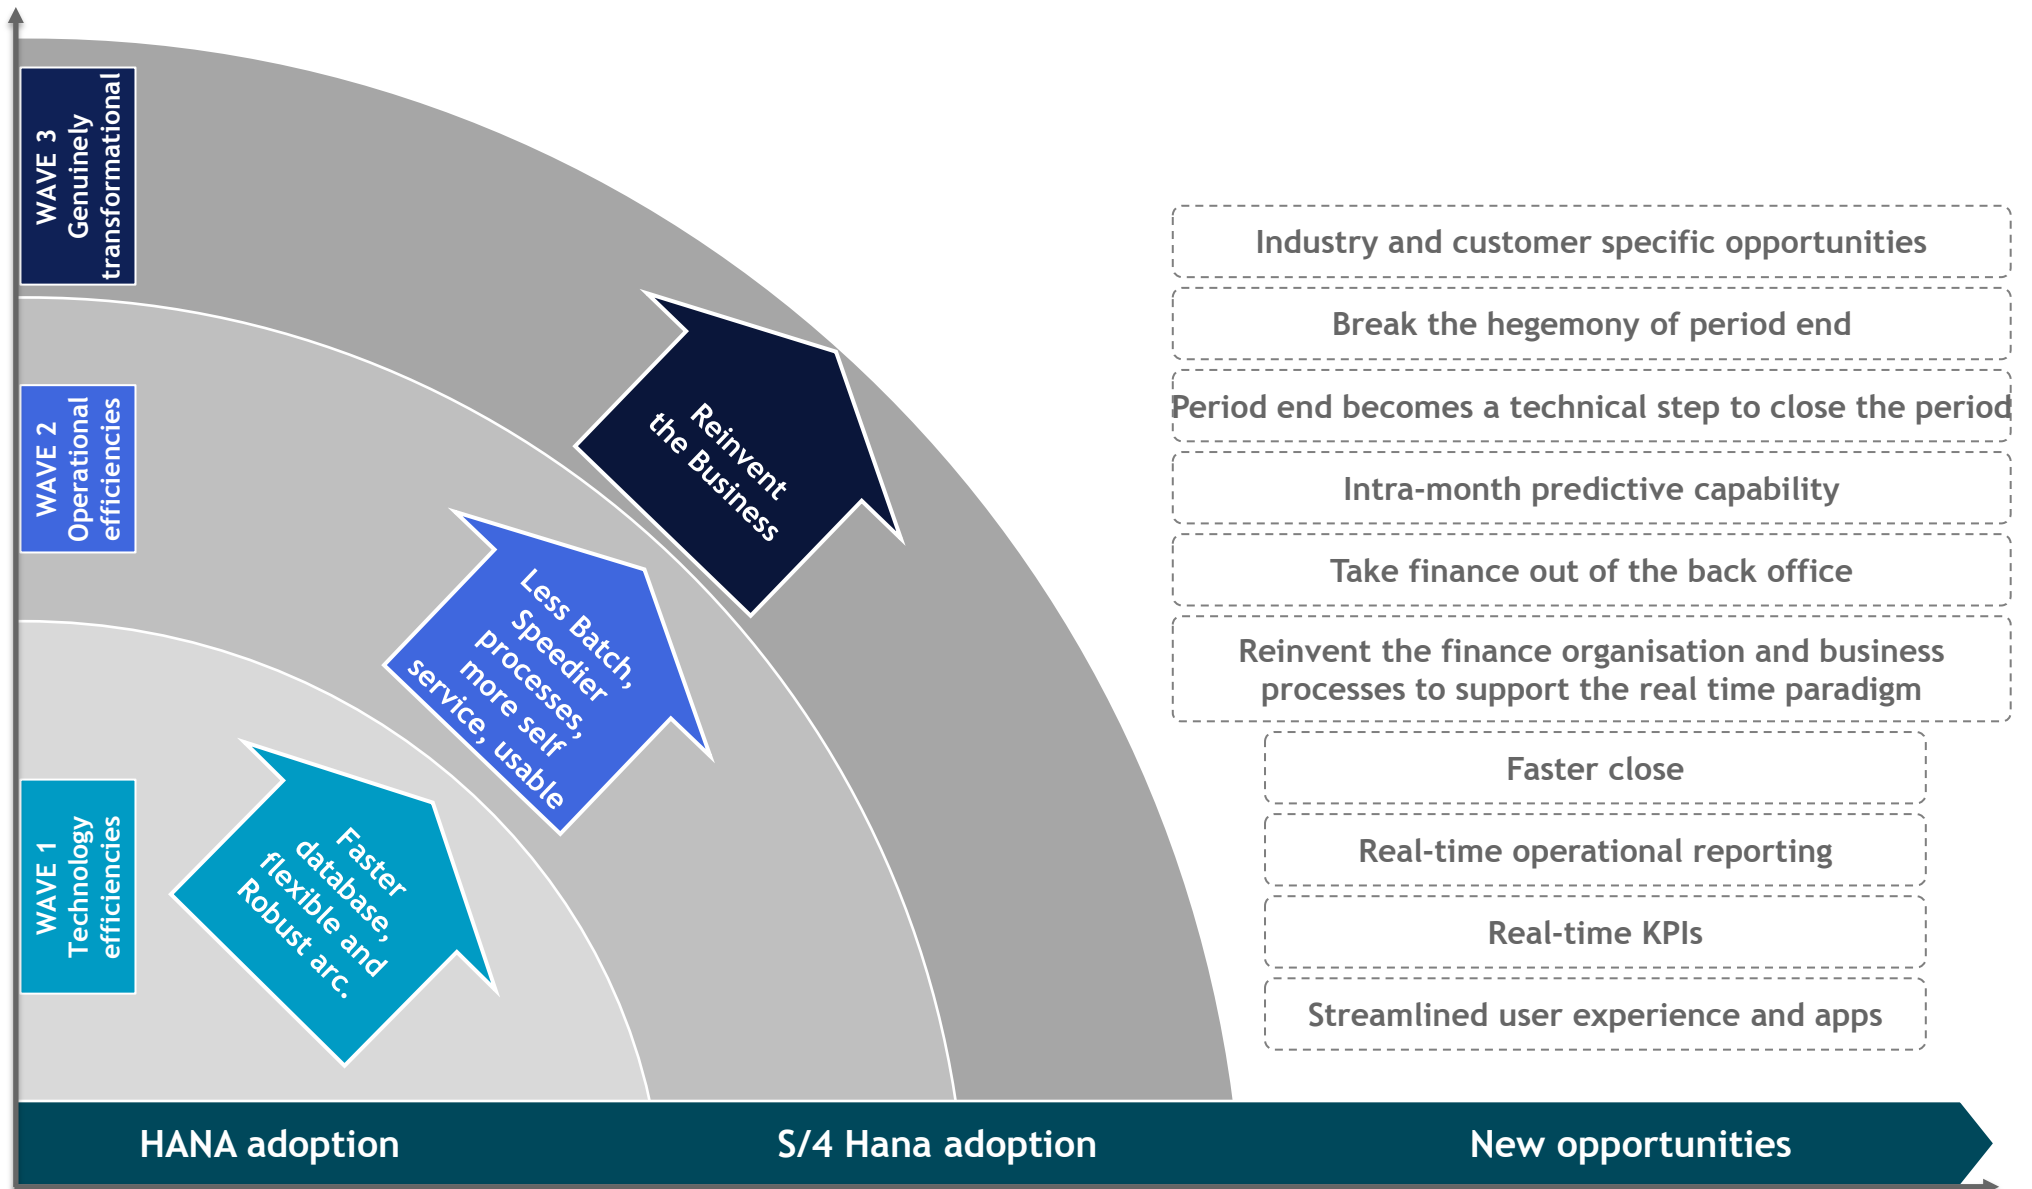 WAVE 3
Genuinely
transformational
WAVE 2
Operational
efficiencies
WAVE 1
Technology
efficiencies
Reinvent
the Business
Less Batch,
Speedier
processes,
more self
service, usable
Faster
database,
flexible and
Robust arc.
Industry and customer specific opportunities
Break the hegemony of period end
Period end becomes a technical step to close the period
Intra-month predictive capability
Take finance out of the back office
Reinvent the finance organisation and business
processes to support the real time paradigm
Faster close
Real-time operational reporting
Real-time KPIs
Streamlined user experience and apps
HANA adoption
S/4 Hana adoption
New opportunities